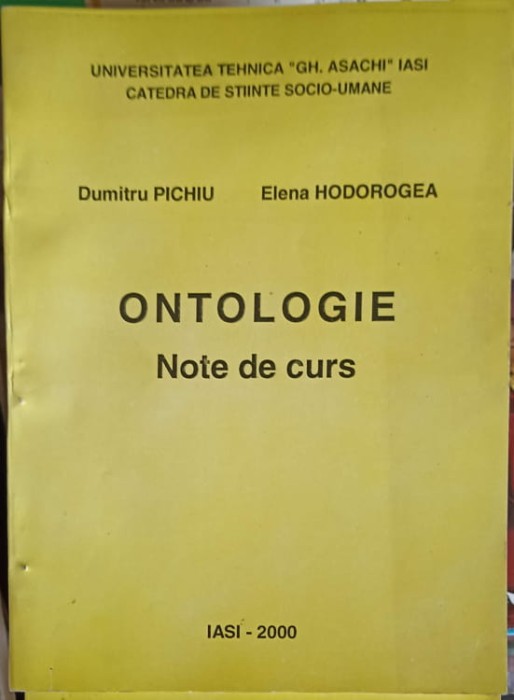 UNIVERSITATEA TEHNICA "GH. ASACHI" IASI
CATEDRA DE STIINTE SOCIO-UMANE
Dumitru PICHIU Elena HODOROGEA
ONTOLOGIE
Note de curs
IASI - 2000